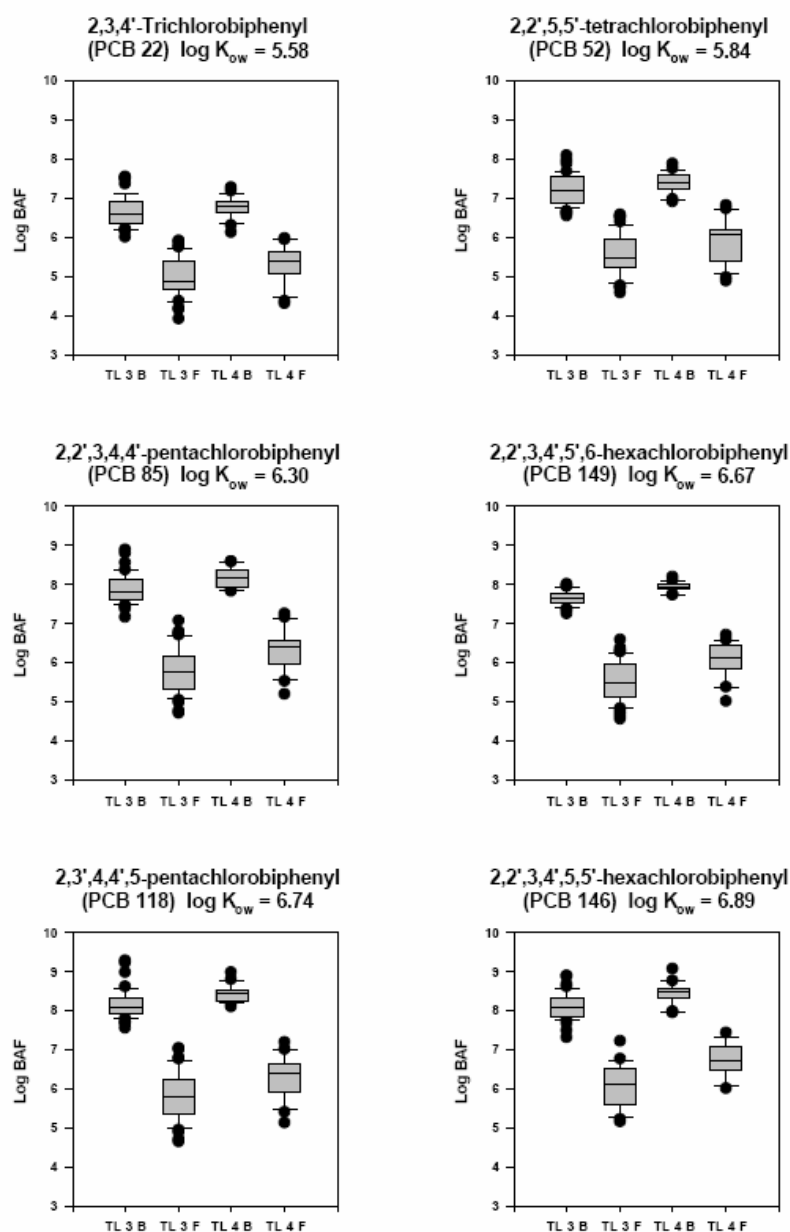 2,3,4'-Trichlorobiphenyl
(PCB 22) log Kow = 5.58
10
9
8
7
6
5
4
3
Log BAF
TL 3 B TL 3 F TL 4 B TL 4 F
2,2',5,5'-tetrachlorobiphenyl
(PCB 52) log Kow = 5.84
10
9
8
7
6
5
4
3
Log BAF
TL 3 B TL 3 F TL 4 B TL 4 F
2,2',3,4,4'-pentachlorobiphenyl
(PCB 85) log Kow = 6.30
10
9
8
7
6
5
4
3
Log BAF
TL 3 B TL 3 F TL 4 B TL 4 F
2,2',3,4',5',6-hexachlorobiphenyl
(PCB 149) log Kow = 6.67
10
9
8
7
6
5
4
3
Log BAF
TL 3 B TL 3 F TL 4 B TL 4 F
2,3',4,4',5-pentachlorobiphenyl
(PCB 118) log Kow = 6.74
10
9
8
7
6
5
4
3
Log BAF
TL 3 B TL 3 F TL 4 B TL 4 F
2,2',3,4',5,5'-hexachlorobiphenyl
(PCB 146) log Kow = 6.89
10
9
8
7
6
5
4
3
Log BAF
TL 3 B TL 3 F TL 4 B TL 4 F